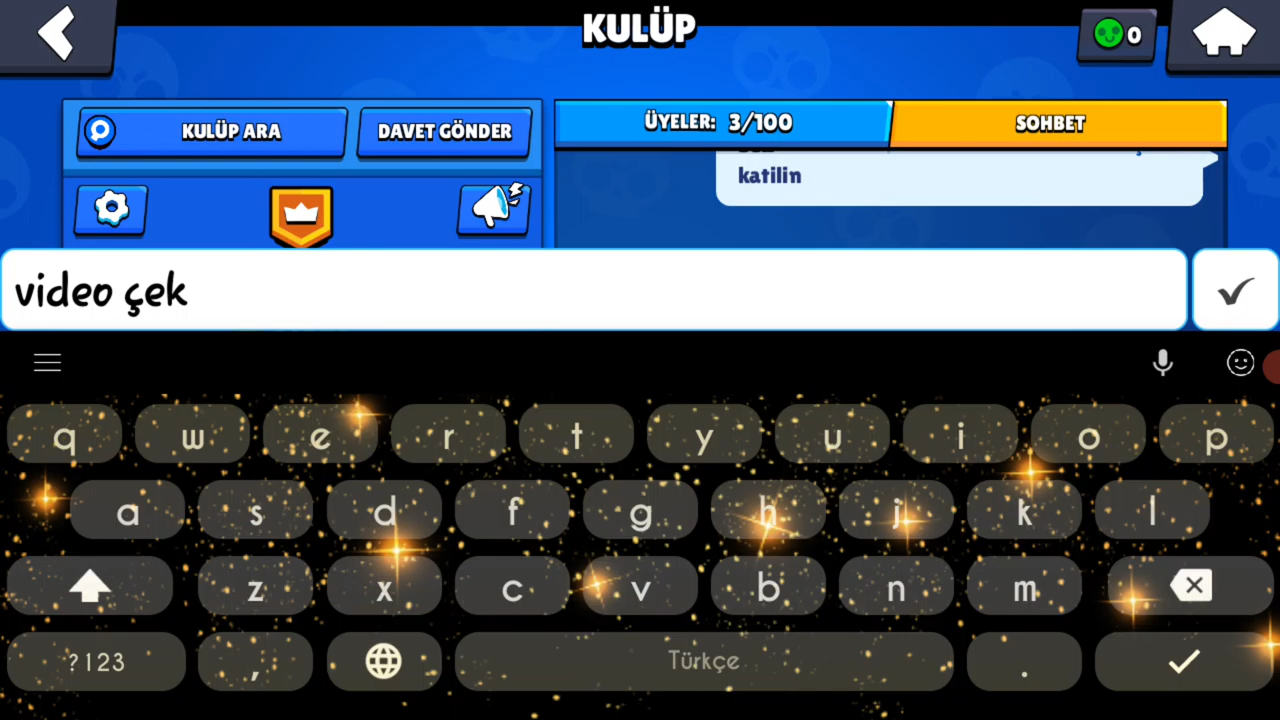 KULÜP
0
KULÜP ARA
DAVET GÖNDER
ÜYELER: 3/100
SOHBET
katilin
video çek
q w e r t y u i o p
a s d f g h j k l
z x c v b n m
?123 , Türkçe .